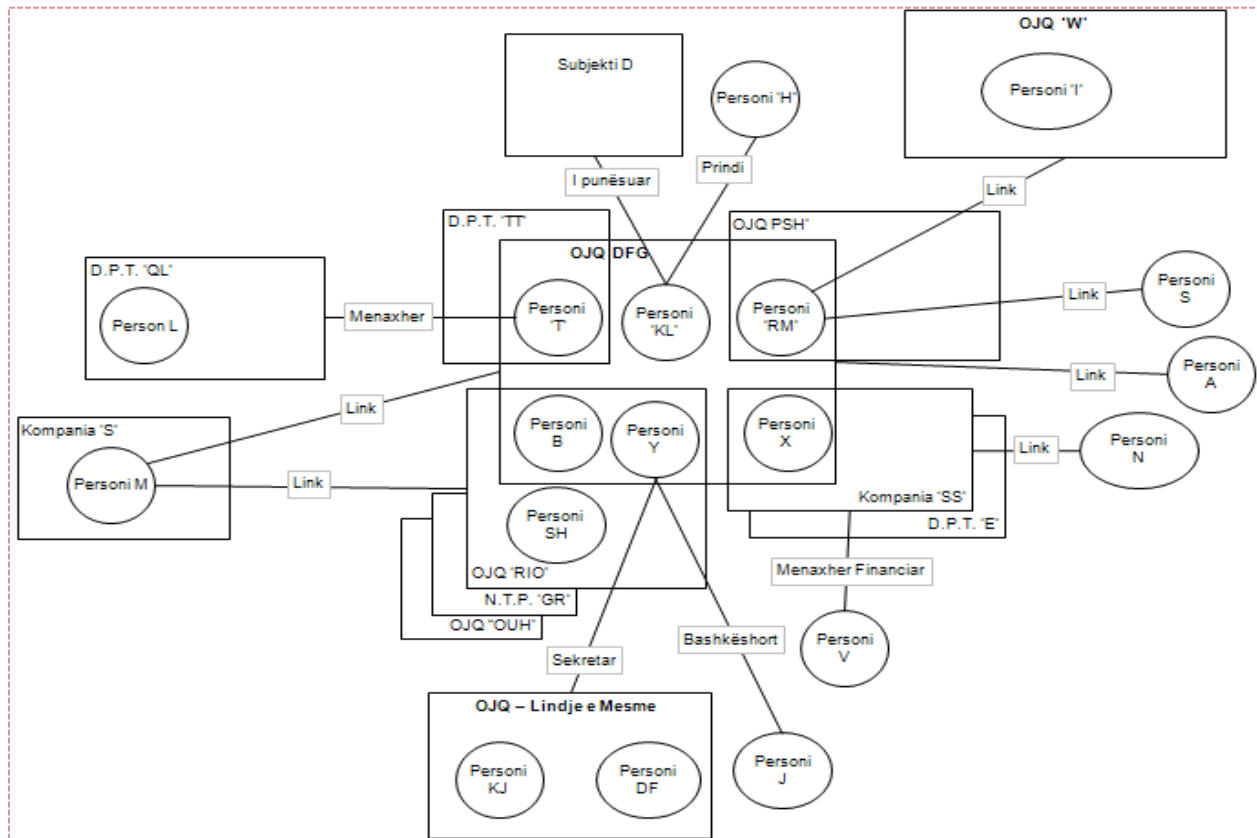 OJQ "W"
Subjekti D
Personi "H"
Personi "I"
I punësuar
Prindi
Link
D.P.T. "TT"
OJQ PSH"
OJQ DFG
D.P.T. "QL"
Person L
Menaxher
Personi
"T"
Personi
"KL"
Personi
"RM"
Link
Personi
S
Link
Personi
A
Link
Kompania "S"
Personi M
Link
Personi
B
Personi
Y
Personi
X
Link
Personi
N
Kompania "SS"
D.P.T. "E"
Personi
SH
OJQ "RIO"
N.T.P. "GR"
OJQ "OUH"
Menaxher Financiar
Personi
V
Sekretar
Bashkëshort
OJQ – Lindje e Mesme
Personi
KJ
Personi
DF
Personi
J